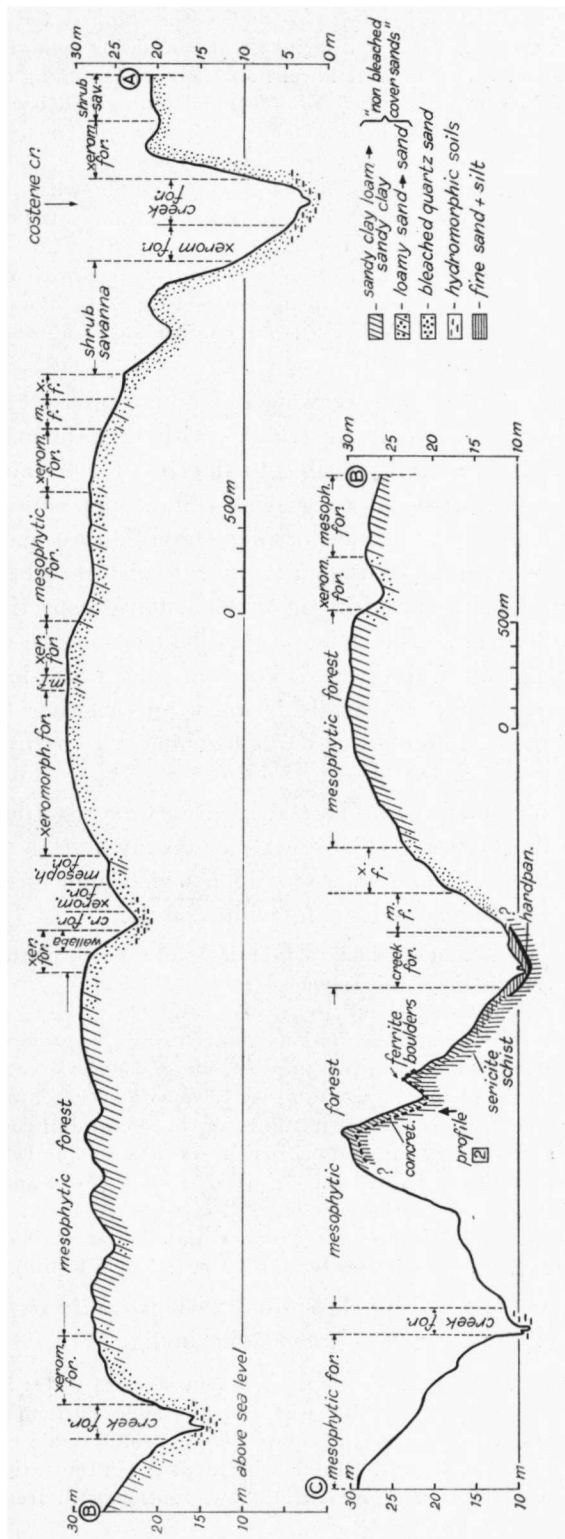 30 m
25
20
10 m above sea level
B
creek for.
xerom. for.
mesophytic forest
xer. for.
wallaba
cr. for.
xerom. for.
mesoph. for.
xeromorph. for.
m.f.
xen. for.
mesophytic for.
xerom. for.
m. f.
x. f.
shrub savanna
xerom for.
creek for.
costerie cr.
xerom. for.
shrub sav.
A
30 m
25
20
15
10
5
0 m
0 500 m
- sandy clay loam →
sandy clay
- loamy sand → sand
"non bleached cover sands"
- bleached quartz sand
- hydromorphic soils
- fine sand + silt
C
30 m
25
20
15
10 m
mesophytic for.
creek for.
mesophytic forest
?
concret.
profile 2
ferrite boulders
sericite schist
creek for.
?
hardpan.
m. f.
x. f.
mesophytic forest
xerom. for.
mesoph. for.
B
30 m
25
20
15
10 m
0 500 m